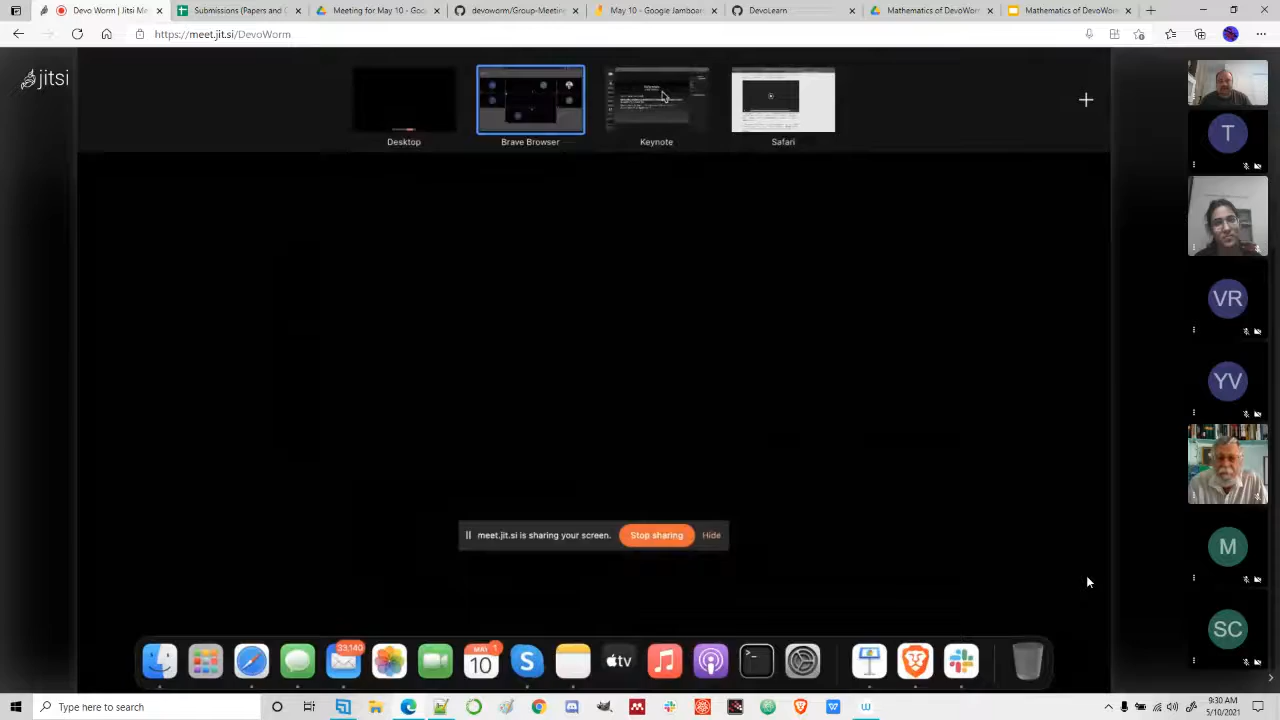 Devo Worm | Jitsi Me
Submissions (Papers and C
Meeting for May 10 - Goo
devoworm/Group-Meetin
May 10 - Google Jamboar
DevoLearn
Mathematics of DevoWor
Mathematics of DevoWor
https://meet.jit.si/DevoWorm
jitsi
Desktop
Brave Browser
Keynote
Safari
T
VR
YV
M
SC
meet.jit.si is sharing your screen.
Stop sharing
Hide
33,140
MAY
1
10
tv
Type here to search
9:30 AM
5/10/2021